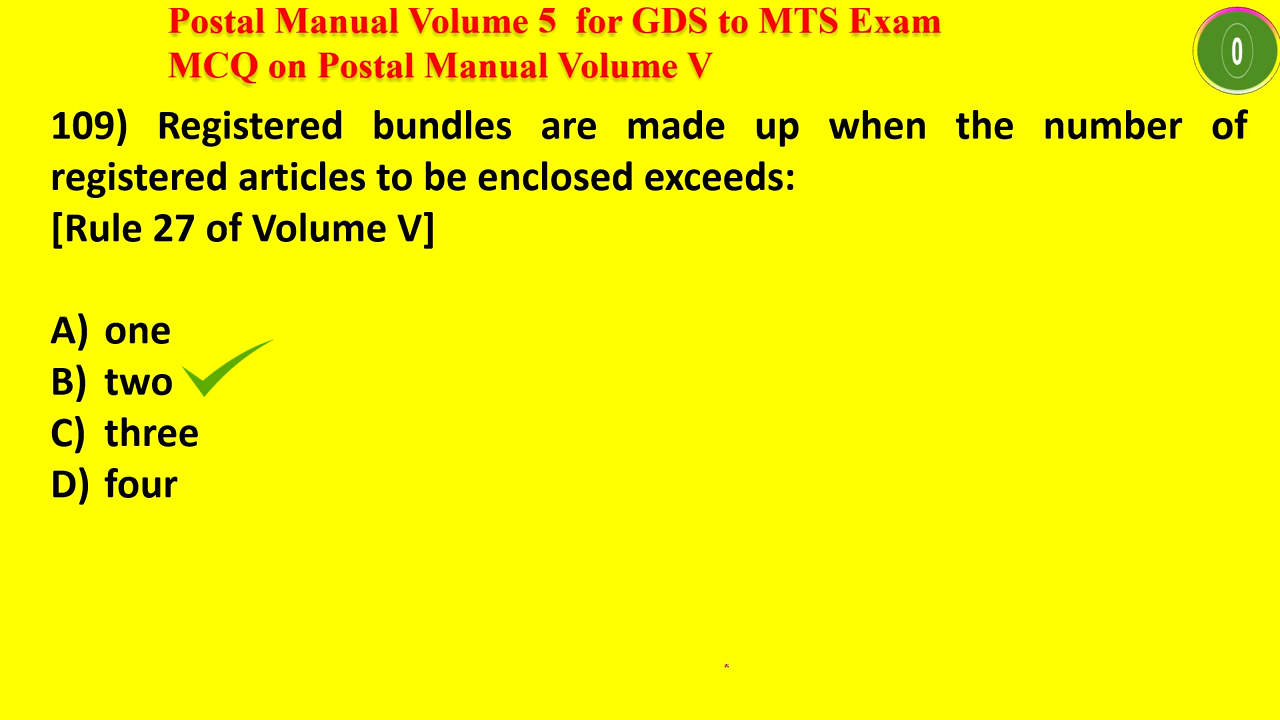 Postal Manual Volume 5 for GDS to MTS Exam
MCQ on Postal Manual Volume V
0
109) Registered bundles are made up when the number of
registered articles to be enclosed exceeds:
[Rule 27 of Volume V]
A) one
B) two
C) three
D) four